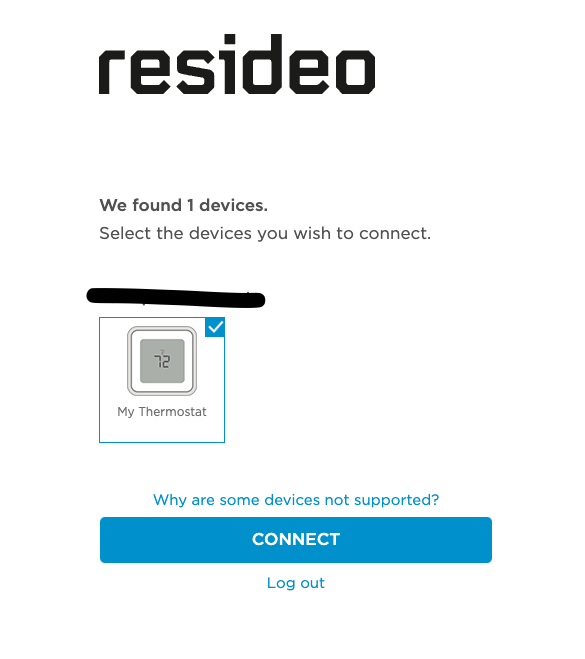 resideo
We found 1 devices.
Select the devices you wish to connect.
72
My Thermostat
Why are some devices not supported?
CONNECT
Log out